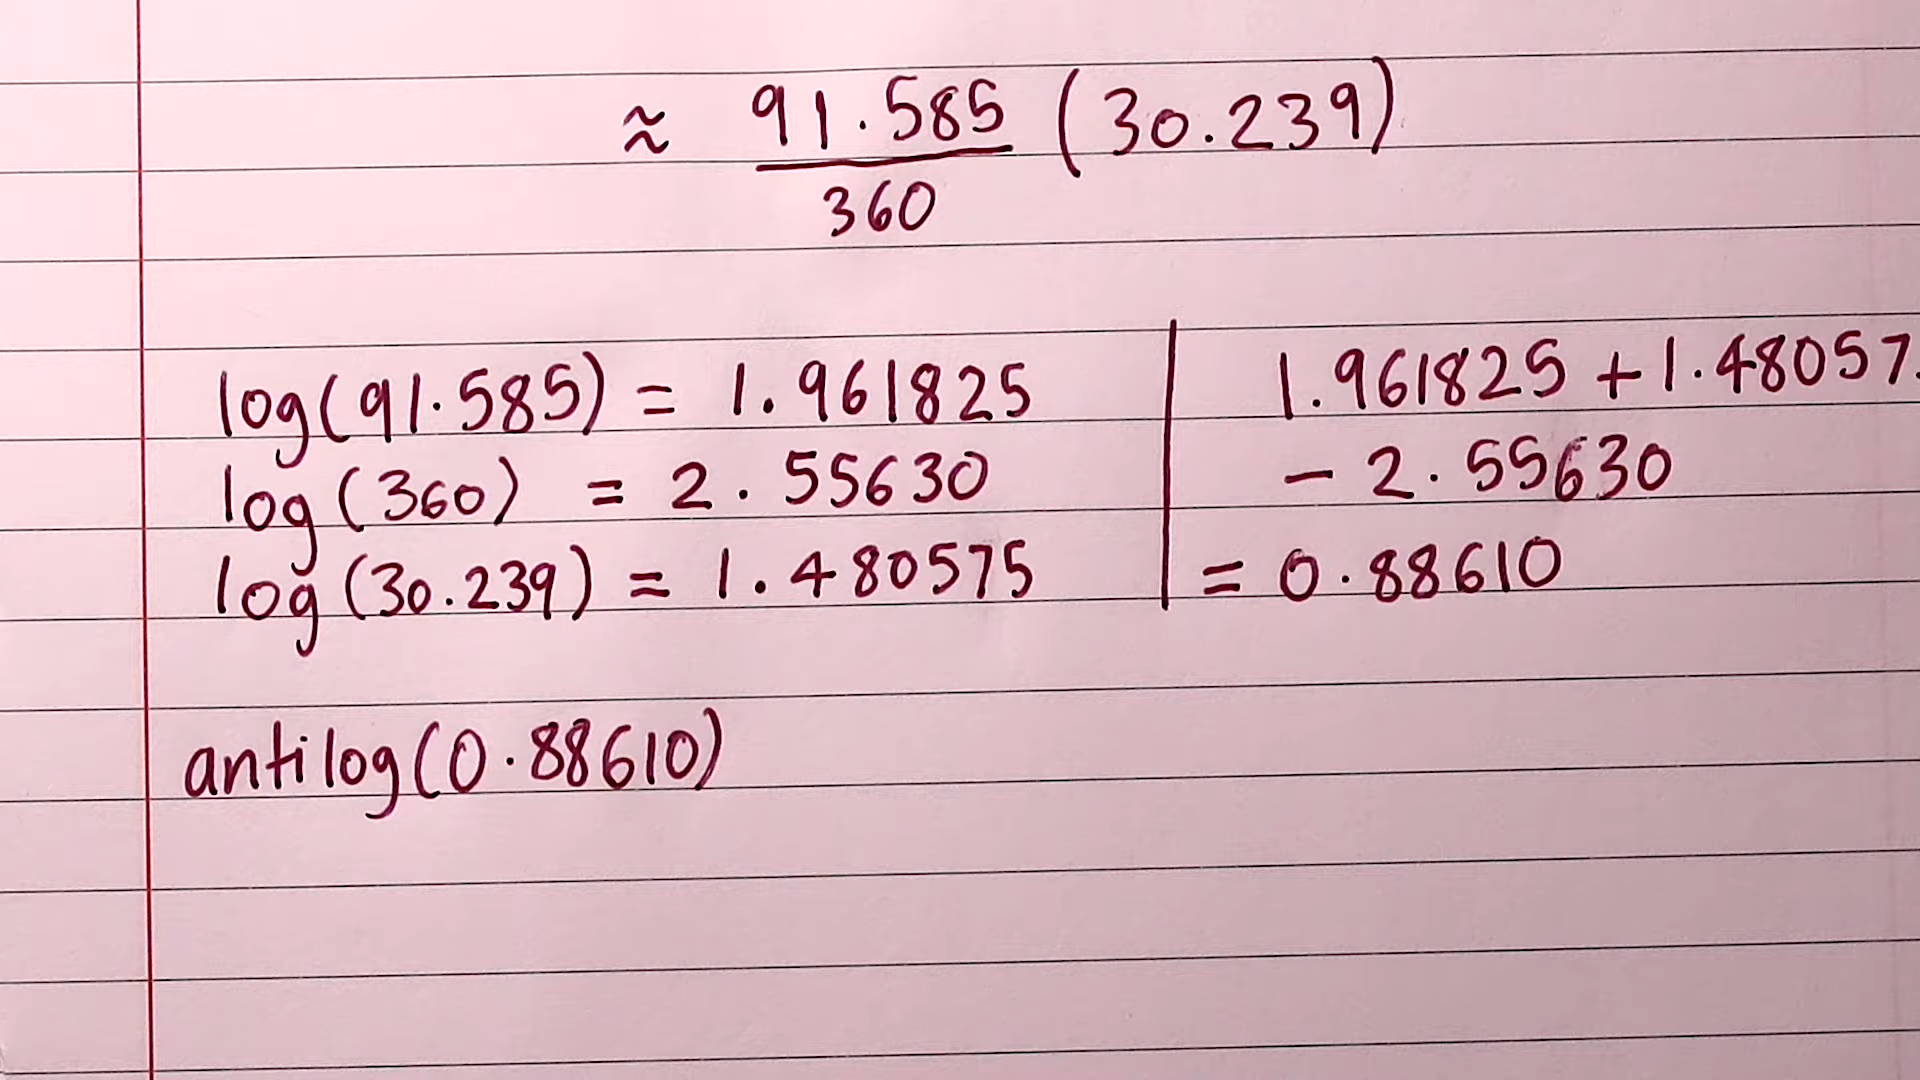 ≈ 91.585 (30.239)
360
log(91.585) = 1.961825
log(360) = 2.55630
log(30.239) = 1.480575
1.961825 + 1.48057
- 2.55630
= 0.88610
antilog(0.88610)